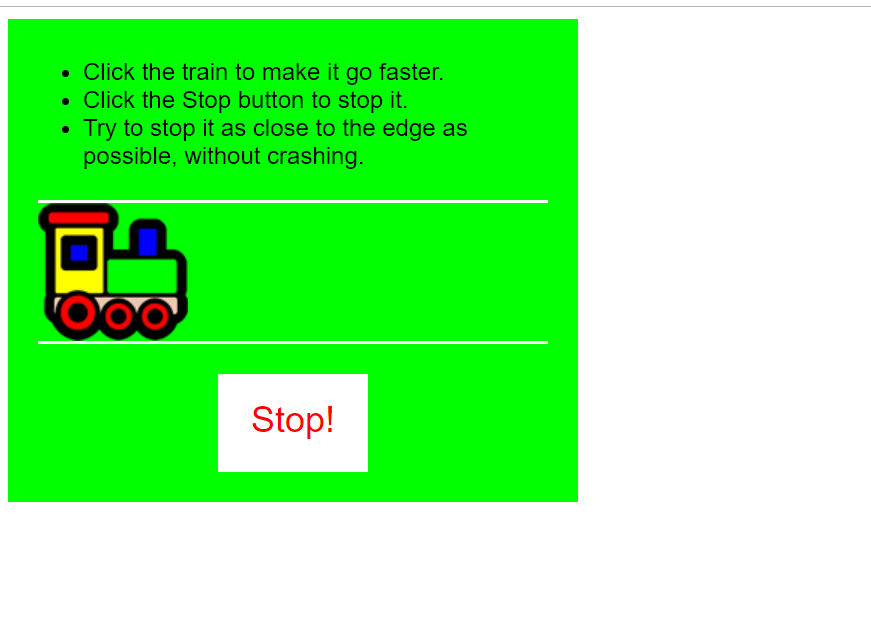 Click the train to make it go faster.
Click the Stop button to stop it.
Try to stop it as close to the edge as
possible, without crashing.
Stop!